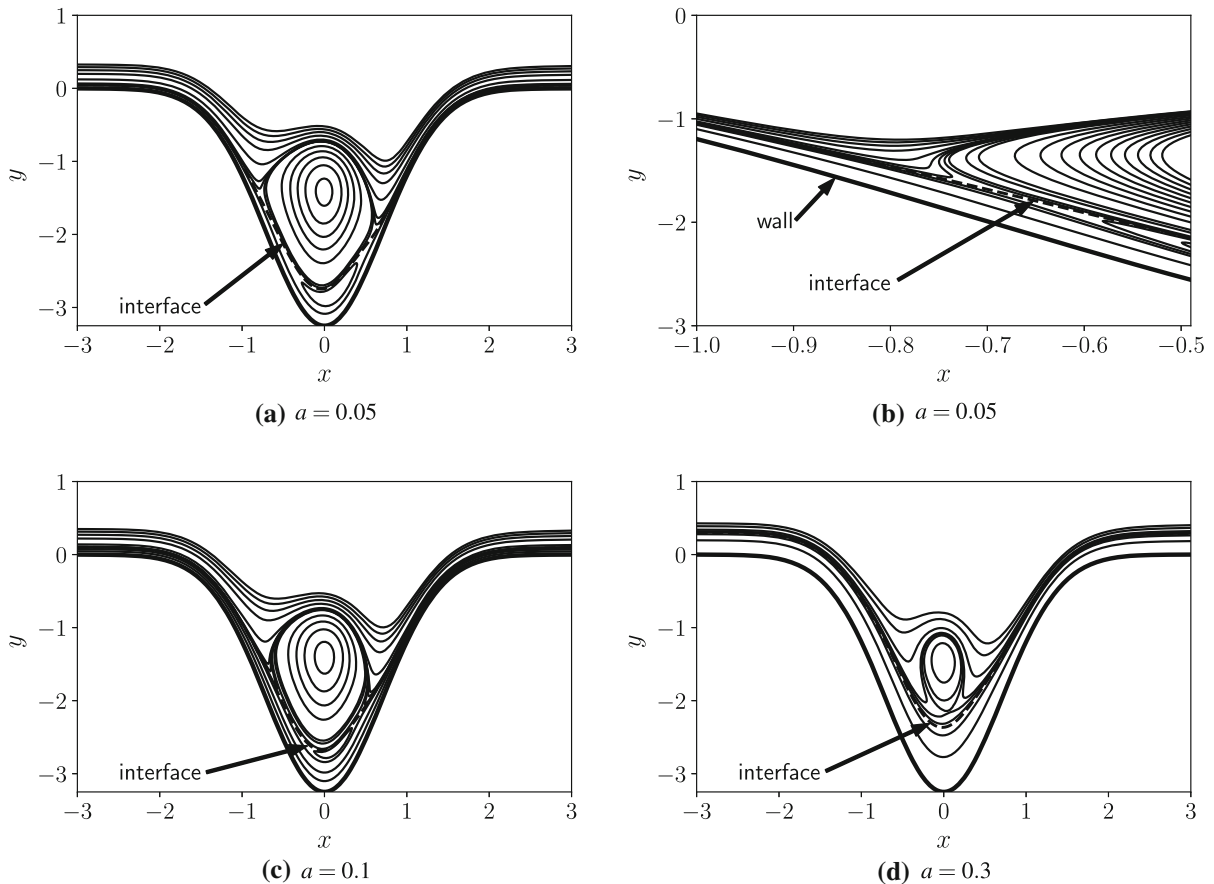 1
0
−1
−2
−3
y
interface
−3 −2 −1 0 1 2 3
x
(a) a = 0.05
0
−1
−2
−3
y
wall
interface
−1.0 −0.9 −0.8 −0.7 −0.6 −0.5
x
(b) a = 0.05
1
0
−1
−2
−3
y
interface
−3 −2 −1 0 1 2 3
x
(c) a = 0.1
1
0
−1
−2
−3
y
interface
−3 −2 −1 0 1 2 3
x
(d) a = 0.3